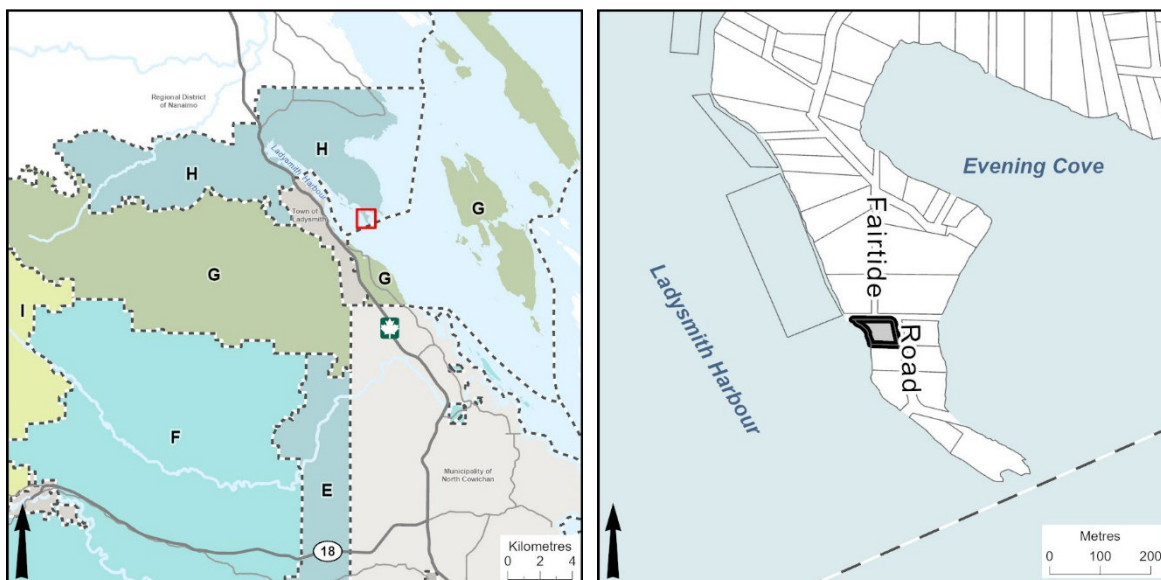 Regional District
of Nanaimo
H
H
Ladysmith Harbour
Town of
Ladysmith
G
G
G
I
F
E
Municipality of
North Cowichan
18
Kilometres
0 2 4
Evening Cove
Fairtide
Road
Ladysmith Harbour
Metres
0 100 200